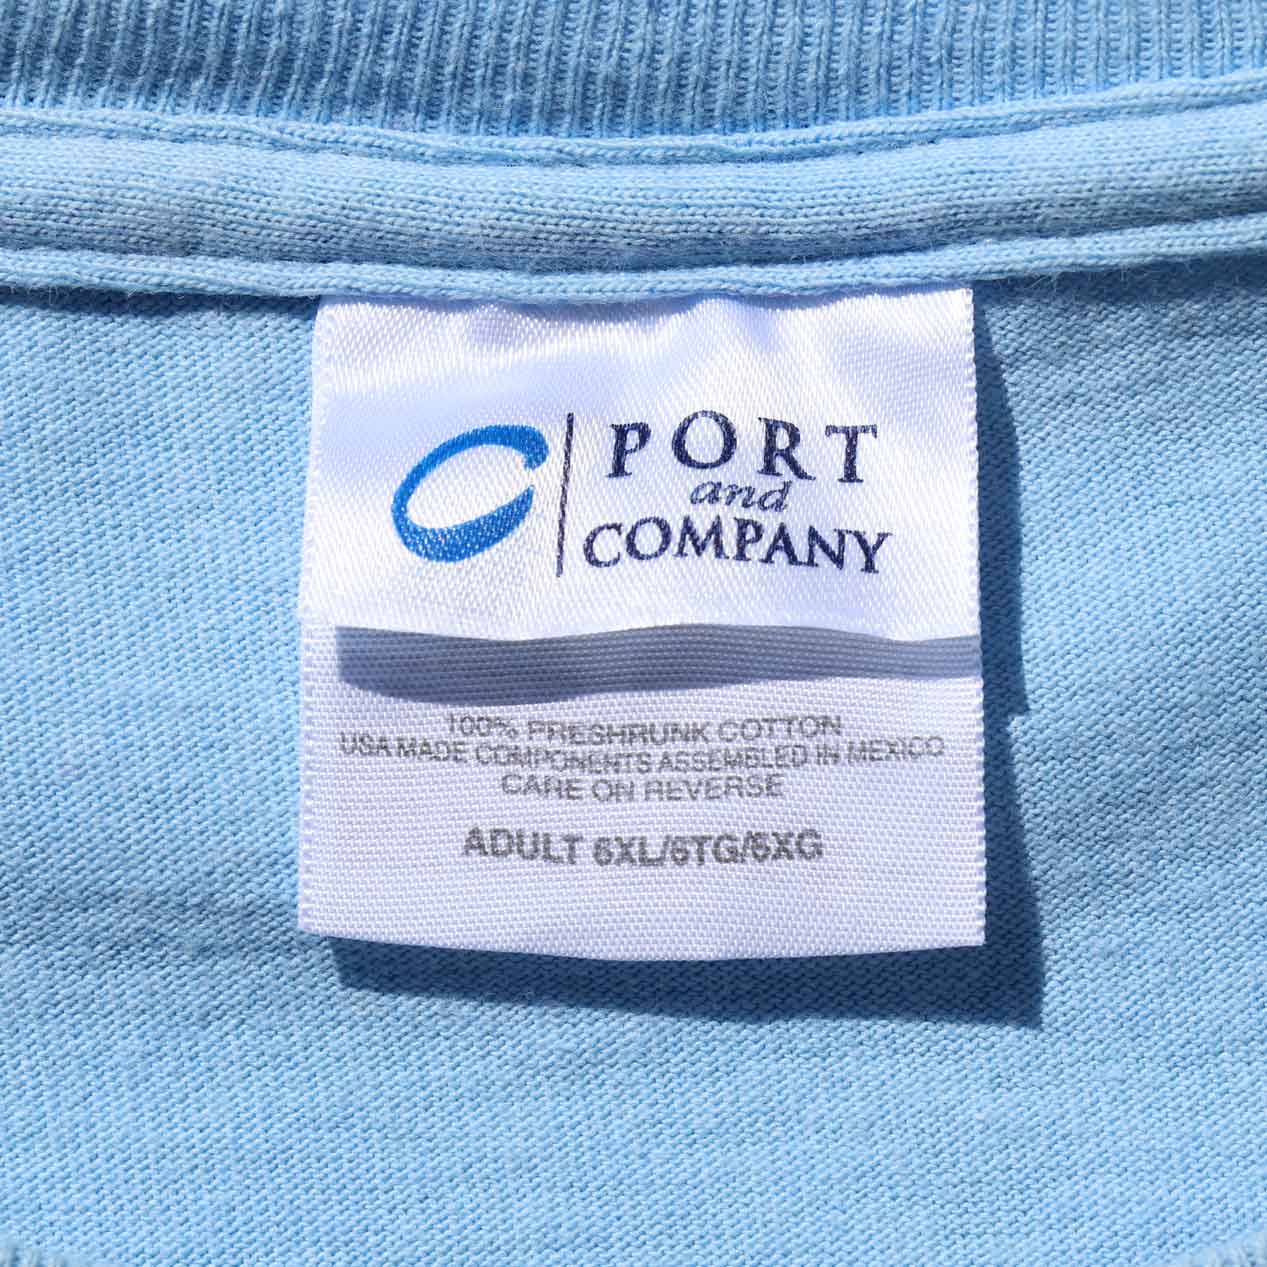 PORT
and
COMPANY
100% PRESHRUNK COTTON
USA MADE COMPONENTS ASSEMBLED IN MEXICO
CARE ON REVERSE
ADULT 6XL/6TG/6XG